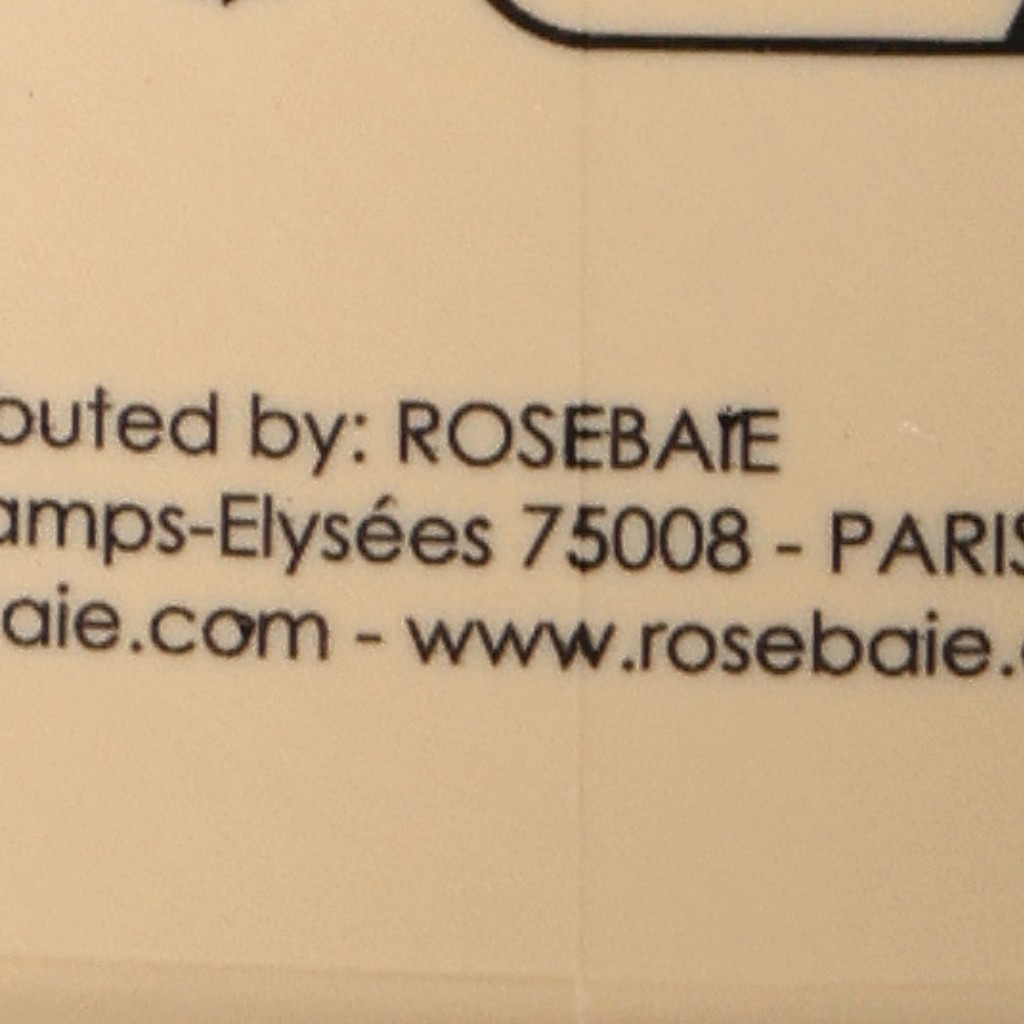 outed by: ROSEBAIE
amps-Elysées 75008 - PARIS
aie.com - www.rosebaie.